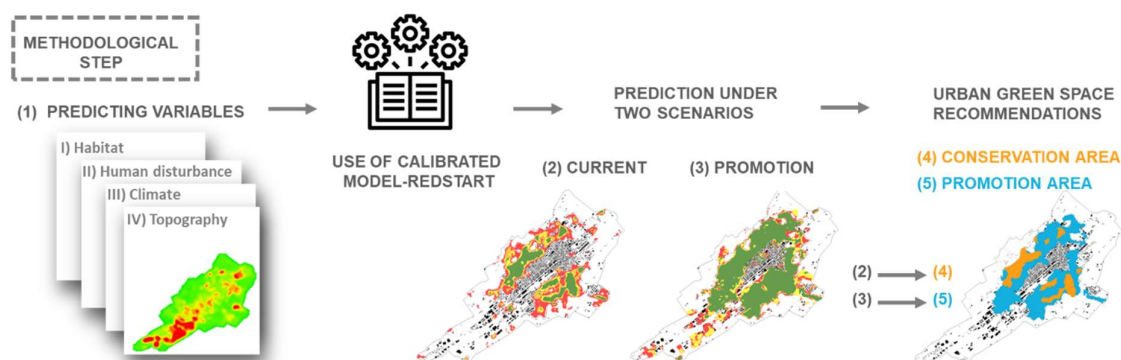 METHODOLOGICAL
STEP
(1) PREDICTING VARIABLES
I) Habitat
II) Human disturbance
III) Climate
IV) Topography
USE OF CALIBRATED
MODEL-REDSTART
PREDICTION UNDER
TWO SCENARIOS
(2) CURRENT
(3) PROMOTION
URBAN GREEN SPACE
RECOMMENDATIONS
(4) CONSERVATION AREA
(5) PROMOTION AREA
(2) (4)
(3) (5)